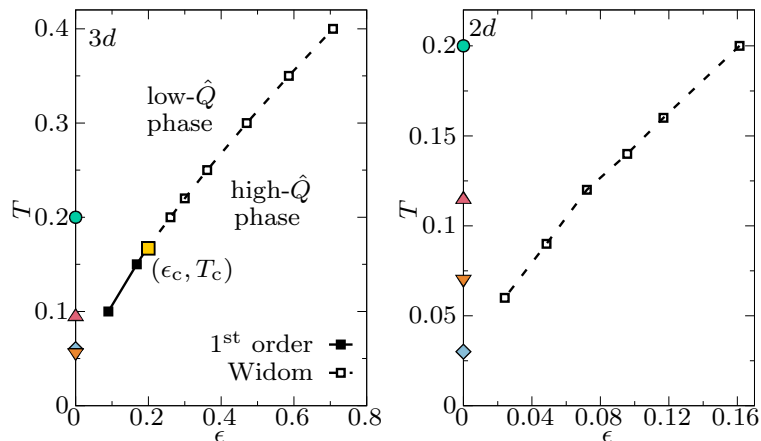 3d
0.4
0.3
0.2
0.1
0
T
low-Q̂
phase
high-Q̂
phase
(ϵc, Tc)
1st order
Widom
0 0.2 0.4 0.6 0.8
ϵ
2d
0.2
0.15
0.1
0.05
0
T
0 0.04 0.08 0.12 0.16
ϵ